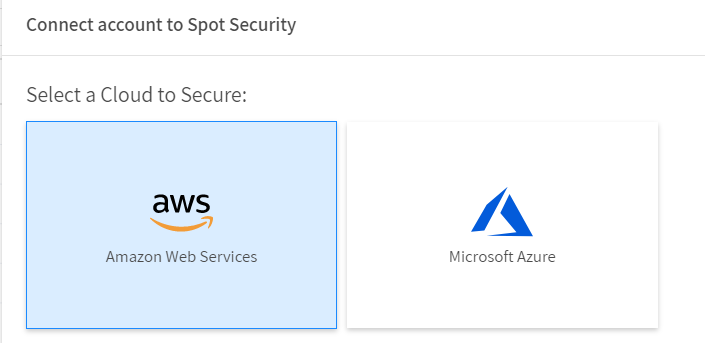 Connect account to Spot Security
Select a Cloud to Secure:
aws
Amazon Web Services
Microsoft Azure